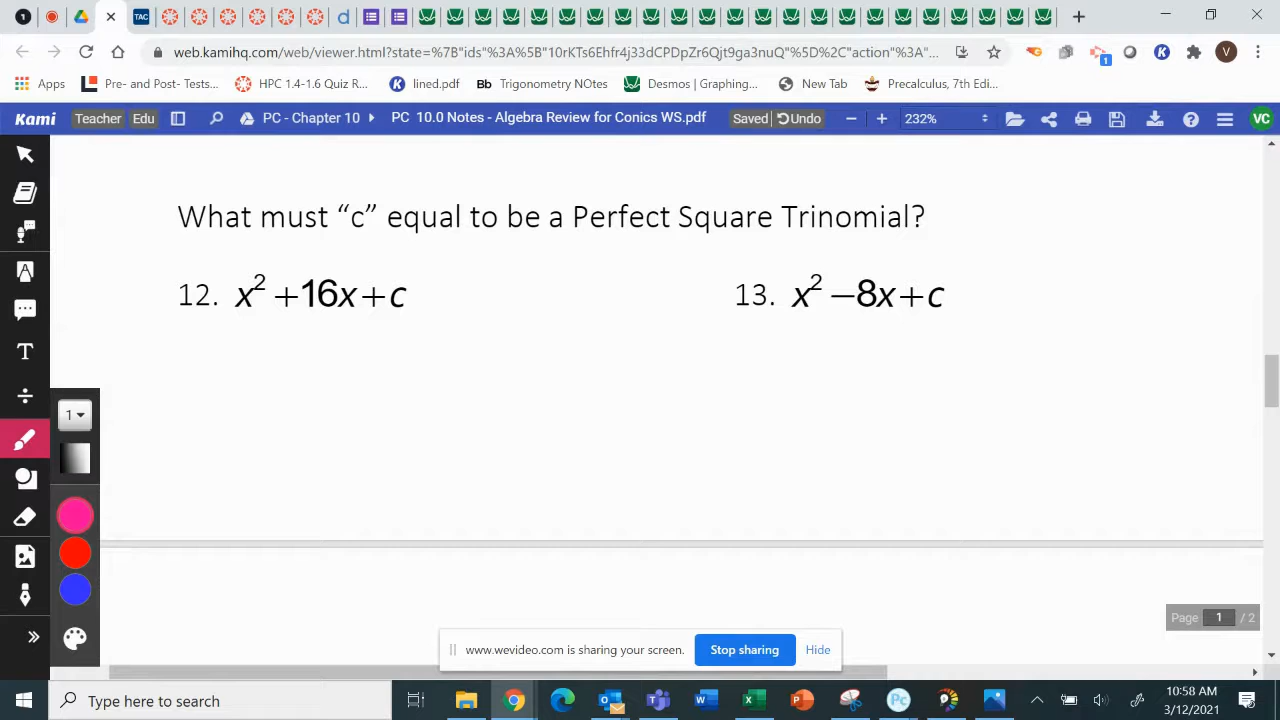 1
TAC
web.kamihq.com/web/viewer.html?state=%7B"ids"%3A%5B"10rKTs6Ehfr4j33dCPDpZr6Qjt9ga3nuQ"%5D%2C"action"%3A"...
1
K
V
Apps
Pre- and Post- Tests...
HPC 1.4-1.6 Quiz R...
K lined.pdf
Bb Trigonometry NOtes
Desmos | Graphing...
New Tab
Precalculus, 7th Edi...
Kami Teacher Edu PC - Chapter 10 PC 10.0 Notes - Algebra Review for Conics WS.pdf Saved Undo 232% VC
What must “c” equal to be a Perfect Square Trinomial?
12. x² +16x+c 13. x² −8x+c
T
1
Page 1 / 2
www.wevideo.com is sharing your screen. Stop sharing Hide
Type here to search
10:58 AM
3/12/2021